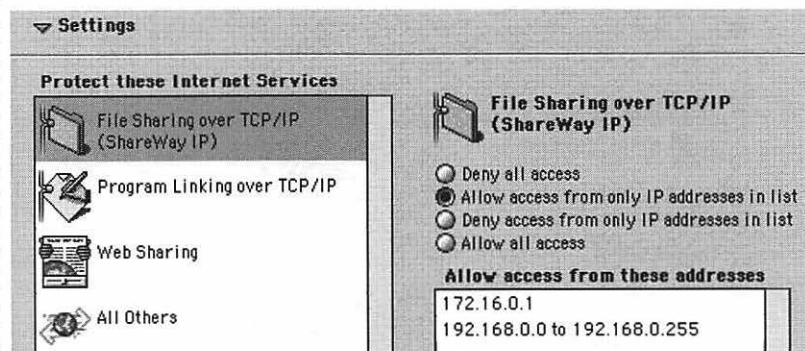 Settings
Protect these Internet Services
File Sharing over TCP/IP
(ShareWay IP)
Program Linking over TCP/IP
Web Sharing
All Others
File Sharing over TCP/IP
(ShareWay IP)
Deny all access
Allow access from only IP addresses in list
Deny access from only IP addresses in list
Allow all access
Allow access from these addresses
172.16.0.1
192.168.0.0 to 192.168.0.255